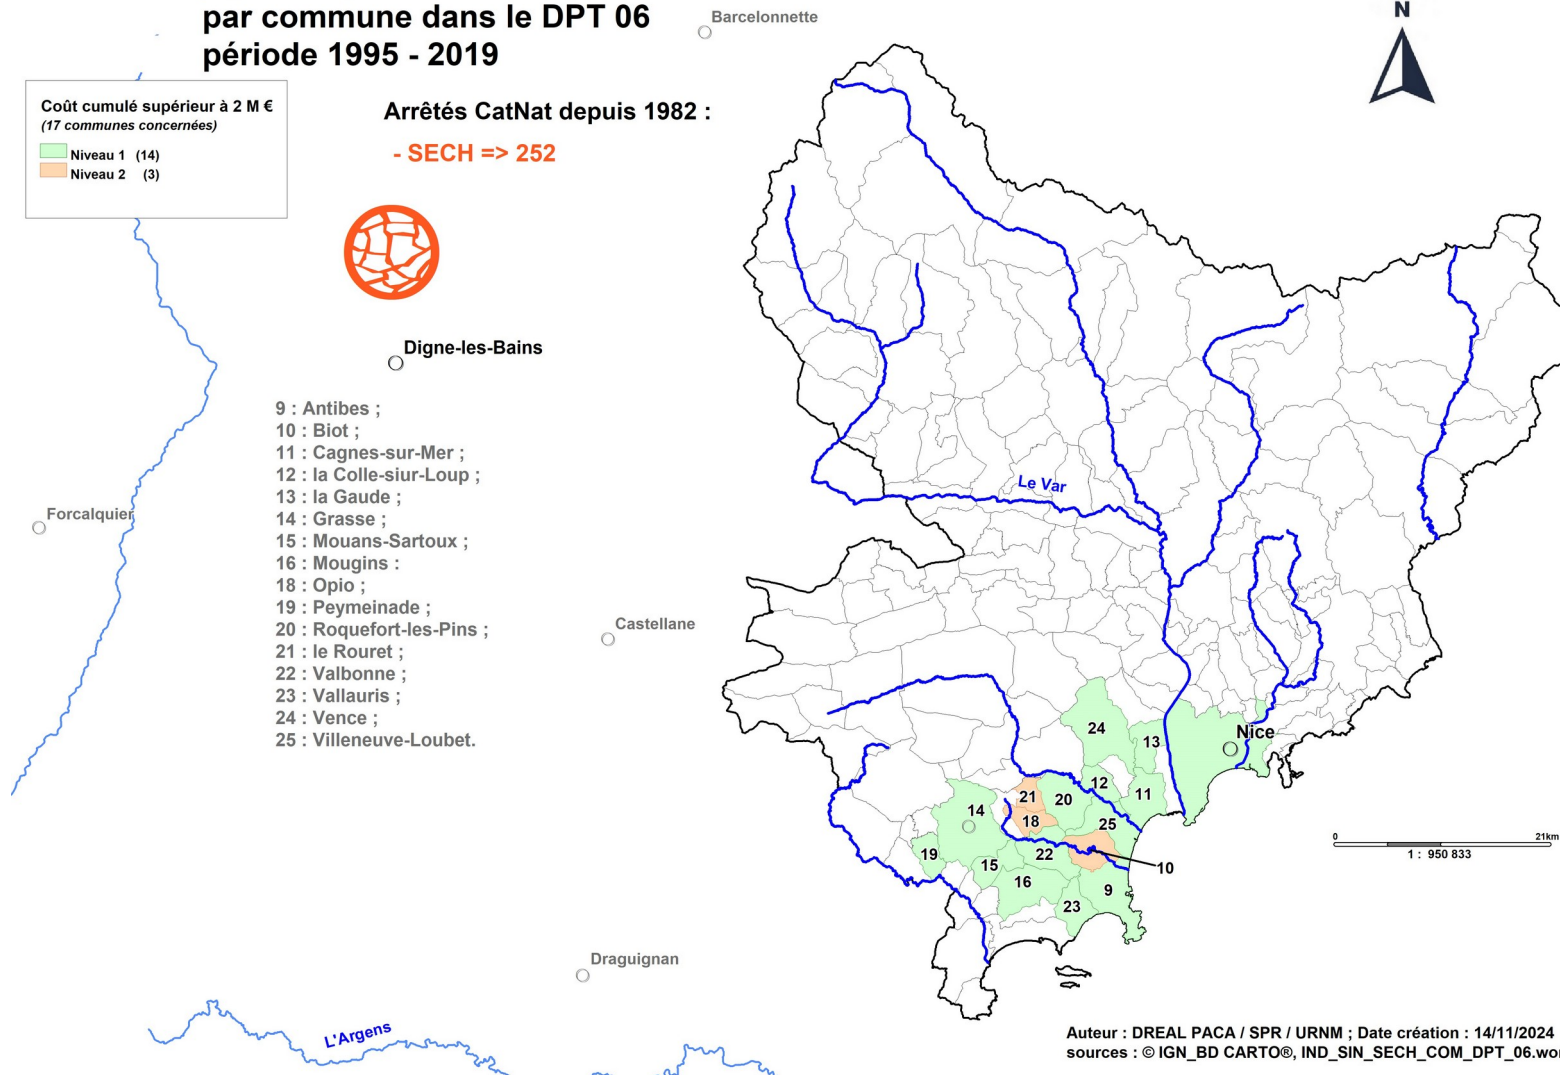 par commune dans le DPT 06
période 1995 - 2019
Barcelonnette
N
Coût cumulé supérieur à 2 M €
(17 communes concernées)
Niveau 1 (14)
Niveau 2 (3)
Arrêtés CatNat depuis 1982 :
- SECH => 252
Digne-les-Bains
9 : Antibes ;
10 : Biot ;
11 : Cagnes-sur-Mer ;
12 : la Colle-siur-Loup ;
13 : la Gaude ;
14 : Grasse ;
15 : Mouans-Sartoux ;
16 : Mougins :
18 : Opio ;
19 : Peymeinade ;
20 : Roquefort-les-Pins ;
21 : le Rouret ;
22 : Valbonne ;
23 : Vallauris ;
24 : Vence ;
25 : Villeneuve-Loubet.
Forcalquier
Castellane
Draguignan
L'Argens
Le Var
24
13
Nice
12
11
21
20
14
18
25
19
22
15
10
16
9
23
0 21km
1 : 950 833
Auteur : DREAL PACA / SPR / URNM ; Date création : 14/11/2024
sources : © IGN_BD CARTO®, IND_SIN_SECH_COM_DPT_06.wor